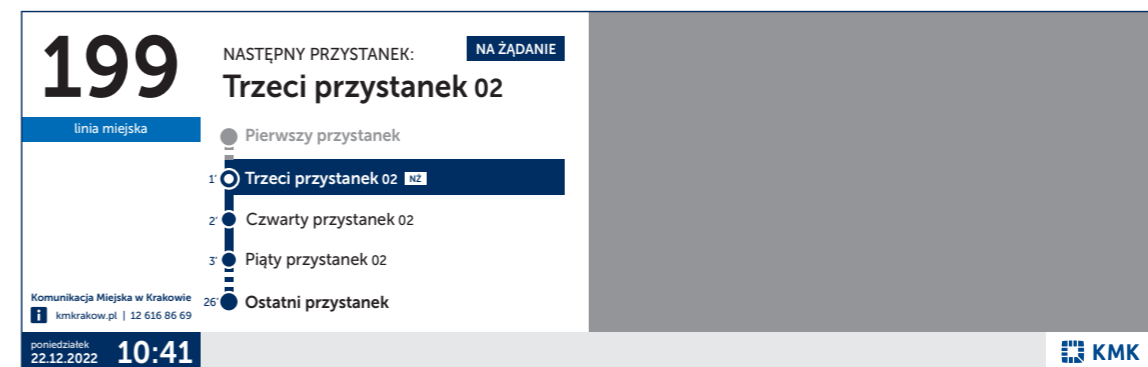 199
linia miejska
NASTĘPNY PRZYSTANEK:
NA ŻĄDANIE
Trzeci przystanek 02
Pierwszy przystanek
1' Trzeci przystanek 02 NŻ
2' Czwarty przystanek 02
3' Piąty przystanek 02
26' Ostatni przystanek
Komunikacja Miejska w Krakowie
i kmkrakow.pl | 12 616 86 69
poniedziałek
22.12.2022
10:41
KMK